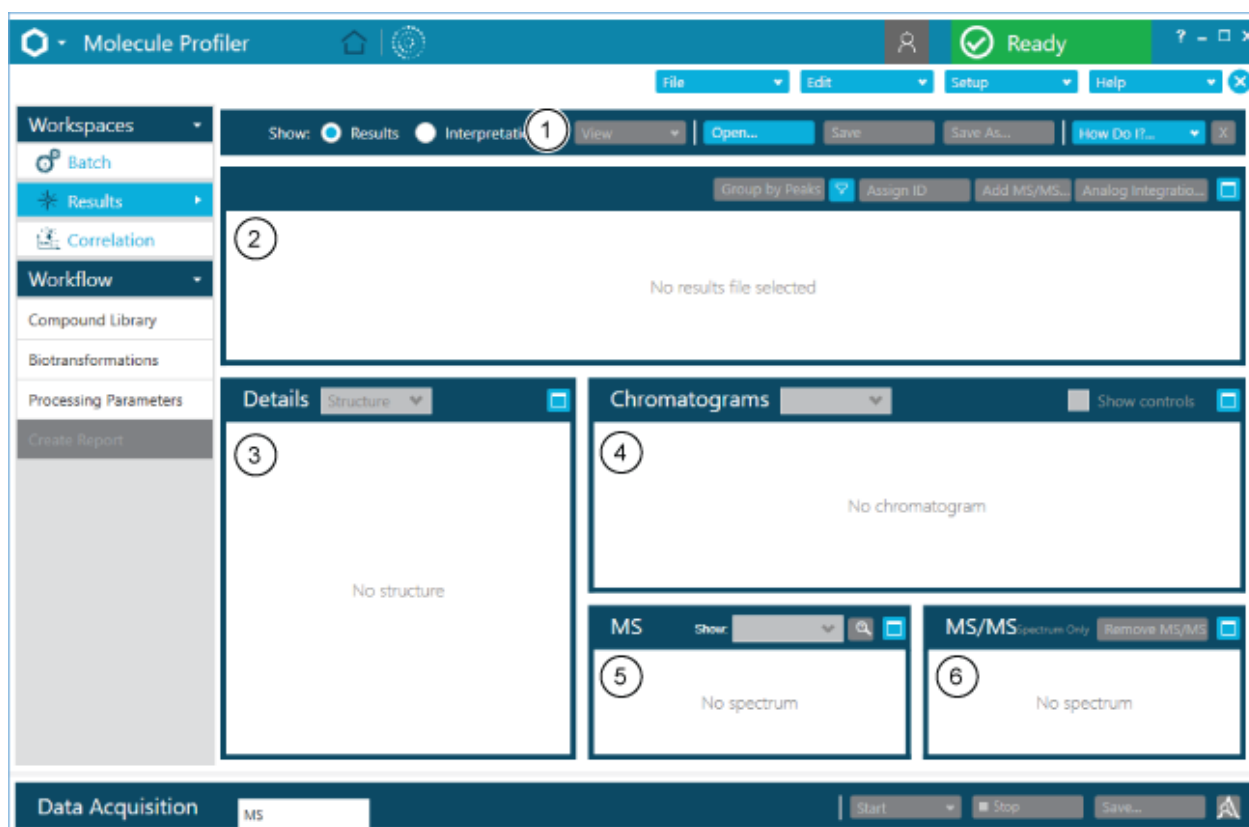 Molecule Profiler
Ready
?
File
Edit
Setup
Help
Workspaces
Batch
Results
Correlation
Workflow
Compound Library
Biotransformations
Processing Parameters
Create Report
Show: Results Interpretati 1 View Open... Save Save As... How Do I?... X
Group by Peaks Assign ID Add MS/MS... Analog Integratio...
2
No results file selected
Details Structure
3
No structure
Chromatograms Show controls
4
No chromatogram
MS Show:
5
No spectrum
MS/MS Spectrum Only Remove MS/MS
6
No spectrum
Data Acquisition MS Start Stop Save...